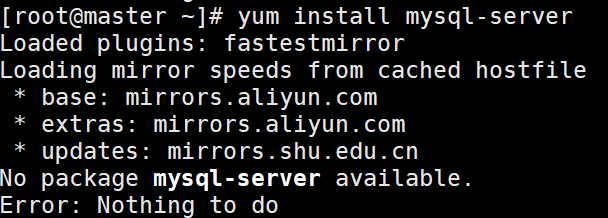 [root@master ~]# yum install mysql-server
Loaded plugins: fastestmirror
Loading mirror speeds from cached hostfile
 * base: mirrors.aliyun.com
 * extras: mirrors.aliyun.com
 * updates: mirrors.shu.edu.cn
No package mysql-server available.
Error: Nothing to do